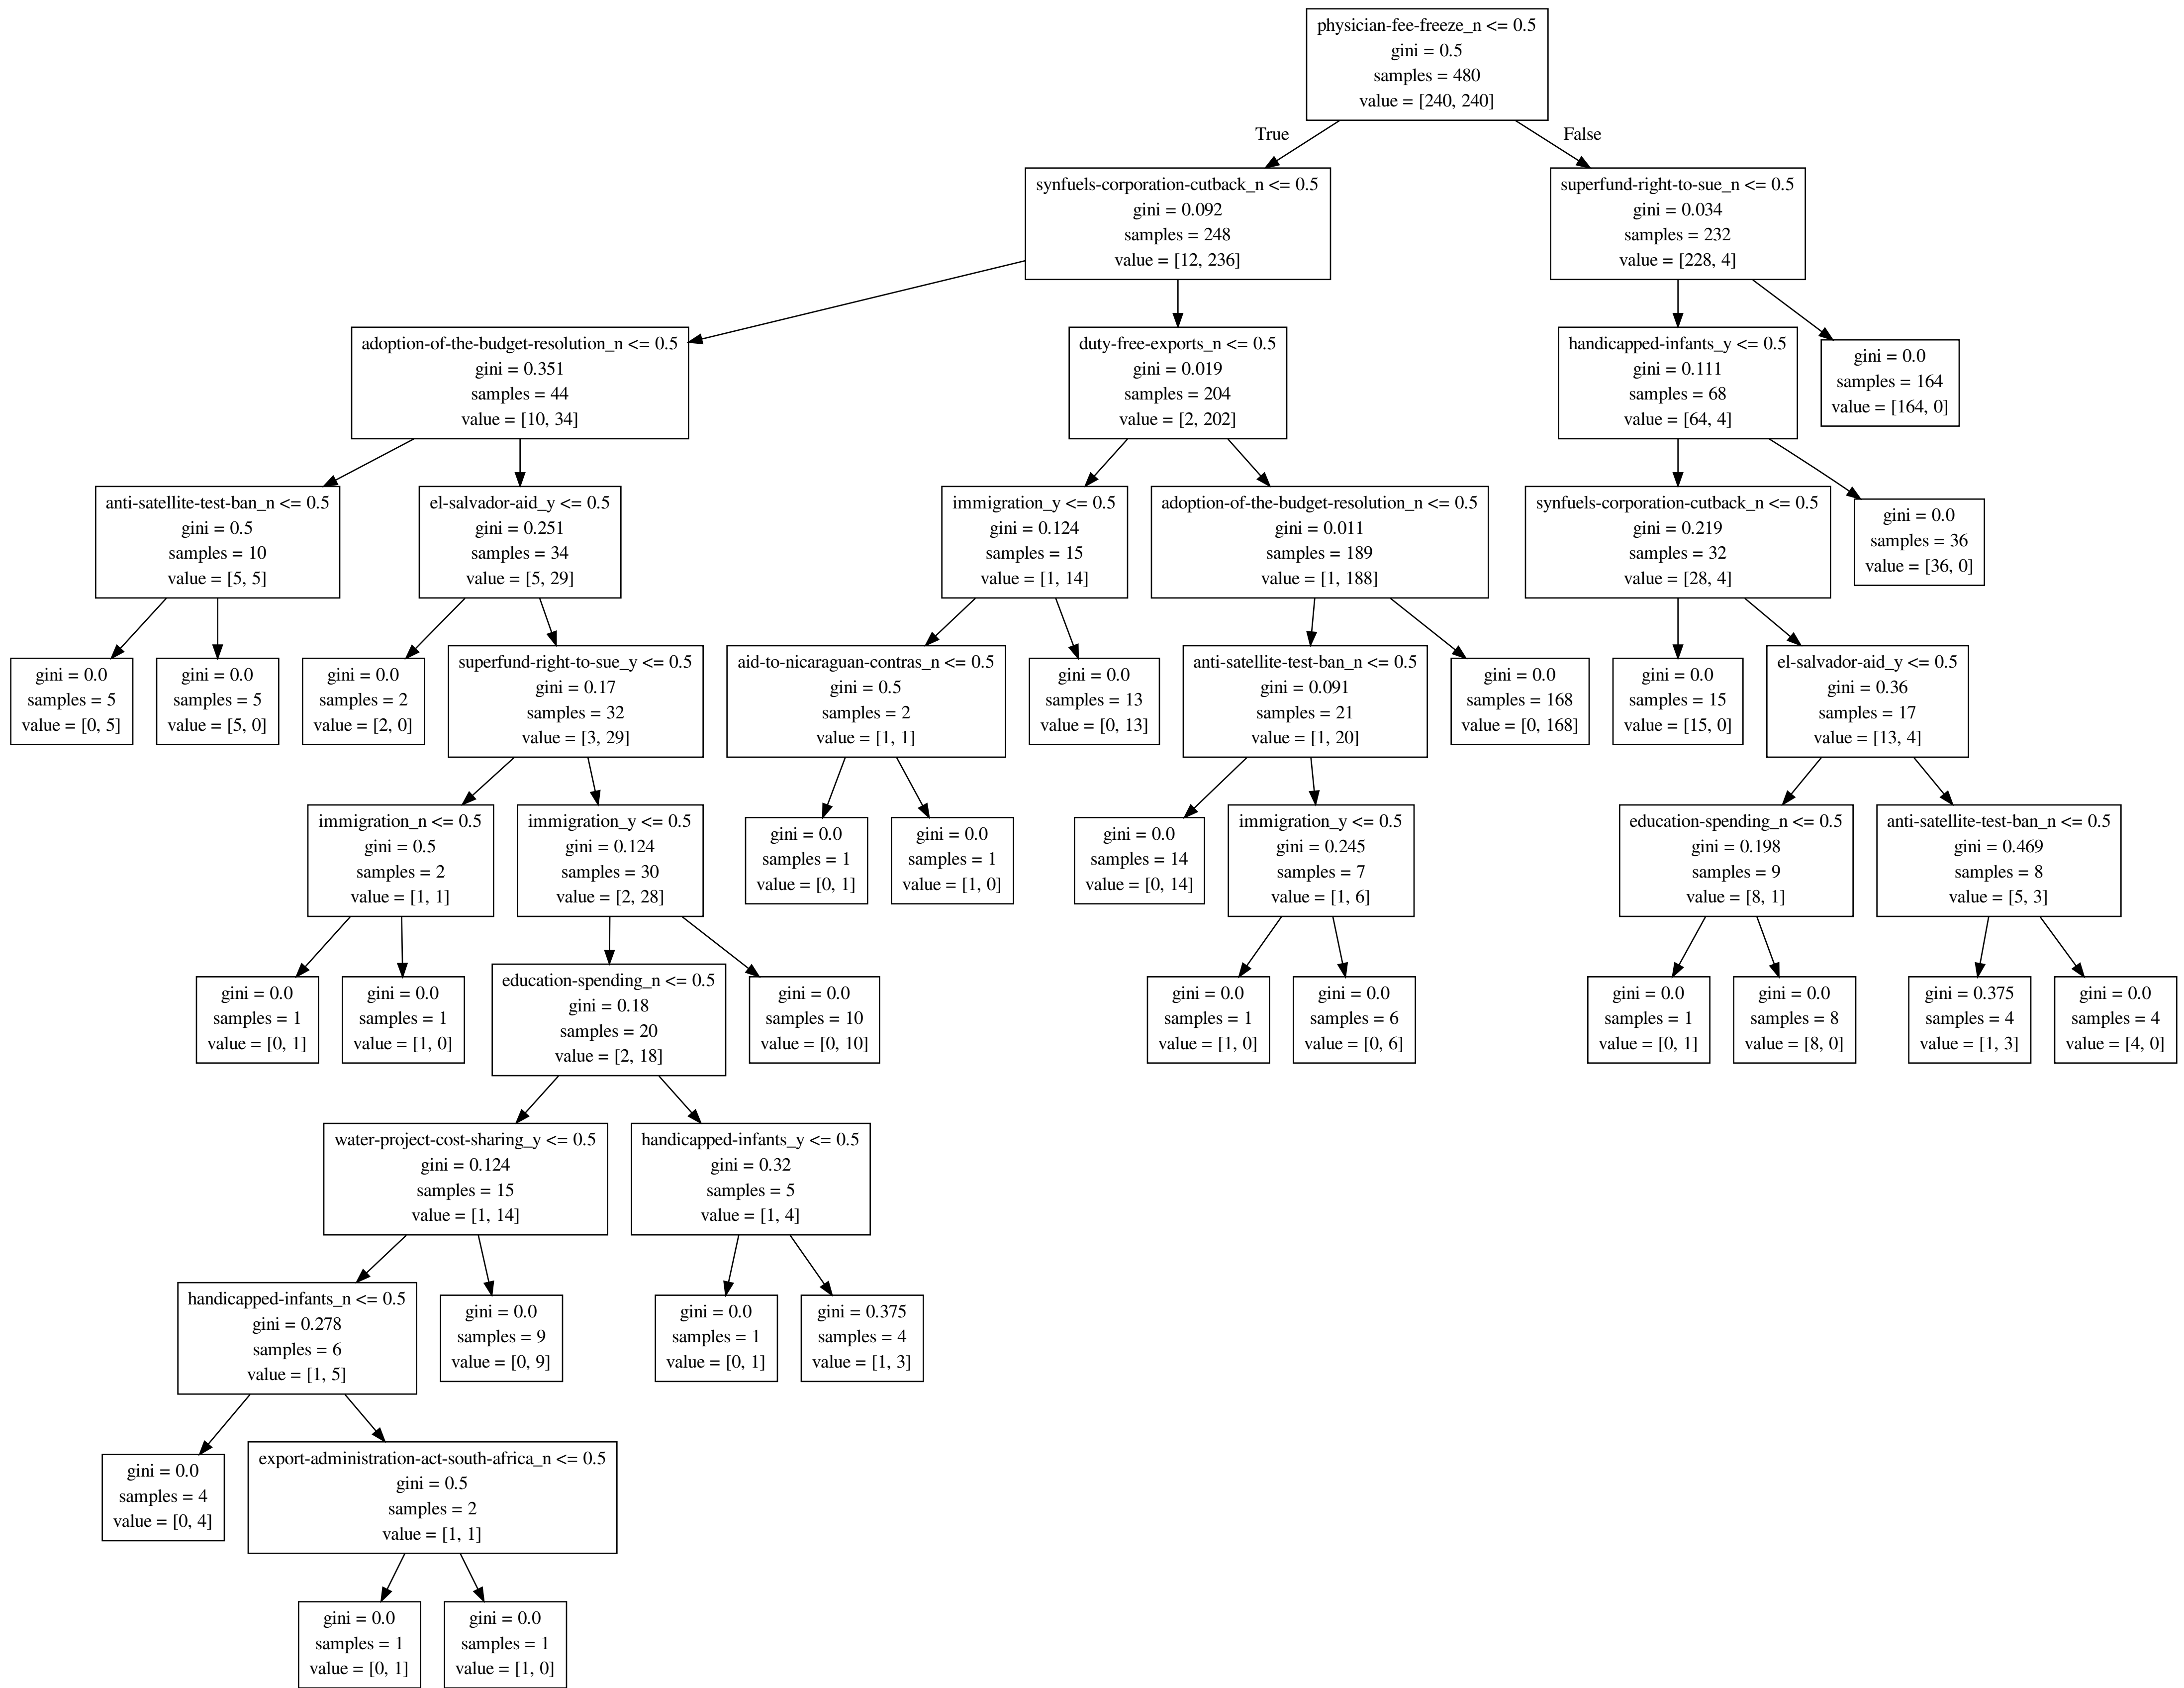 physician-fee-freeze_n <= 0.5
gini = 0.5
samples = 480
value = [240, 240]
True
False
synfuels-corporation-cutback_n <= 0.5
gini = 0.092
samples = 248
value = [12, 236]
superfund-right-to-sue_n <= 0.5
gini = 0.034
samples = 232
value = [228, 4]
adoption-of-the-budget-resolution_n <= 0.5
gini = 0.351
samples = 44
value = [10, 34]
duty-free-exports_n <= 0.5
gini = 0.019
samples = 204
value = [2, 202]
handicapped-infants_y <= 0.5
gini = 0.111
samples = 68
value = [64, 4]
gini = 0.0
samples = 164
value = [164, 0]
anti-satellite-test-ban_n <= 0.5
gini = 0.5
samples = 10
value = [5, 5]
el-salvador-aid_y <= 0.5
gini = 0.251
samples = 34
value = [5, 29]
immigration_y <= 0.5
gini = 0.124
samples = 15
value = [1, 14]
adoption-of-the-budget-resolution_n <= 0.5
gini = 0.011
samples = 189
value = [1, 188]
synfuels-corporation-cutback_n <= 0.5
gini = 0.219
samples = 32
value = [28, 4]
gini = 0.0
samples = 36
value = [36, 0]
gini = 0.0
samples = 5
value = [0, 5]
gini = 0.0
samples = 5
value = [5, 0]
gini = 0.0
samples = 2
value = [2, 0]
superfund-right-to-sue_y <= 0.5
gini = 0.17
samples = 32
value = [3, 29]
aid-to-nicaraguan-contras_n <= 0.5
gini = 0.5
samples = 2
value = [1, 1]
gini = 0.0
samples = 13
value = [0, 13]
anti-satellite-test-ban_n <= 0.5
gini = 0.091
samples = 21
value = [1, 20]
gini = 0.0
samples = 168
value = [0, 168]
gini = 0.0
samples = 15
value = [15, 0]
el-salvador-aid_y <= 0.5
gini = 0.36
samples = 17
value = [13, 4]
immigration_n <= 0.5
gini = 0.5
samples = 2
value = [1, 1]
immigration_y <= 0.5
gini = 0.124
samples = 30
value = [2, 28]
gini = 0.0
samples = 1
value = [0, 1]
gini = 0.0
samples = 1
value = [1, 0]
gini = 0.0
samples = 14
value = [0, 14]
immigration_y <= 0.5
gini = 0.245
samples = 7
value = [1, 6]
education-spending_n <= 0.5
gini = 0.198
samples = 9
value = [8, 1]
anti-satellite-test-ban_n <= 0.5
gini = 0.469
samples = 8
value = [5, 3]
gini = 0.0
samples = 1
value = [0, 1]
gini = 0.0
samples = 1
value = [1, 0]
education-spending_n <= 0.5
gini = 0.18
samples = 20
value = [2, 18]
gini = 0.0
samples = 10
value = [0, 10]
gini = 0.0
samples = 1
value = [1, 0]
gini = 0.0
samples = 6
value = [0, 6]
gini = 0.0
samples = 1
value = [0, 1]
gini = 0.0
samples = 8
value = [8, 0]
gini = 0.375
samples = 4
value = [1, 3]
gini = 0.0
samples = 4
value = [4, 0]
water-project-cost-sharing_y <= 0.5
gini = 0.124
samples = 15
value = [1, 14]
handicapped-infants_y <= 0.5
gini = 0.32
samples = 5
value = [1, 4]
handicapped-infants_n <= 0.5
gini = 0.278
samples = 6
value = [1, 5]
gini = 0.0
samples = 9
value = [0, 9]
gini = 0.0
samples = 1
value = [0, 1]
gini = 0.375
samples = 4
value = [1, 3]
gini = 0.0
samples = 4
value = [0, 4]
export-administration-act-south-africa_n <= 0.5
gini = 0.5
samples = 2
value = [1, 1]
gini = 0.0
samples = 1
value = [0, 1]
gini = 0.0
samples = 1
value = [1, 0]